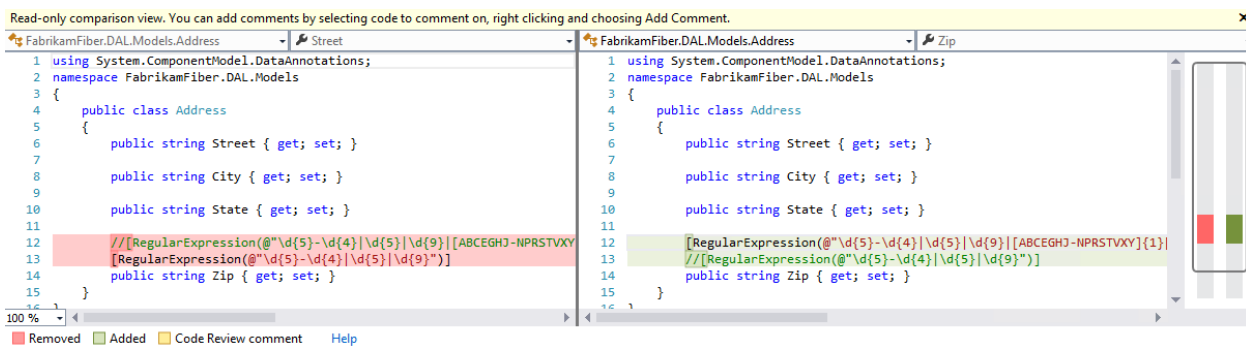 Read-only comparison view. You can add comments by selecting code to comment on, right clicking and choosing Add Comment.
FabrikamFiber.DAL.Models.Address
Street
1 using System.ComponentModel.DataAnnotations;
2 namespace FabrikamFiber.DAL.Models
3 {
4 public class Address
5 {
6 public string Street { get; set; }
7
8 public string City { get; set; }
9
10 public string State { get; set; }
11
12 //[RegularExpression(@"\d{5}-\d{4}|\d{5}|\d{9}|[ABCEGHJ-NPRSTVXY
13 [RegularExpression(@"\d{5}-\d{4}|\d{5}|\d{9}")]
14 public string Zip { get; set; }
15 }
16 }
100 %
FabrikamFiber.DAL.Models.Address
Zip
1 using System.ComponentModel.DataAnnotations;
2 namespace FabrikamFiber.DAL.Models
3 {
4 public class Address
5 {
6 public string Street { get; set; }
7
8 public string City { get; set; }
9
10 public string State { get; set; }
11
12 [RegularExpression(@"\d{5}-\d{4}|\d{5}|\d{9}|[ABCEGHJ-NPRSTVXY]{1}|
13 //[RegularExpression(@"\d{5}-\d{4}|\d{5}|\d{9}")]
14 public string Zip { get; set; }
15 }
16 }
Removed Added Code Review comment Help